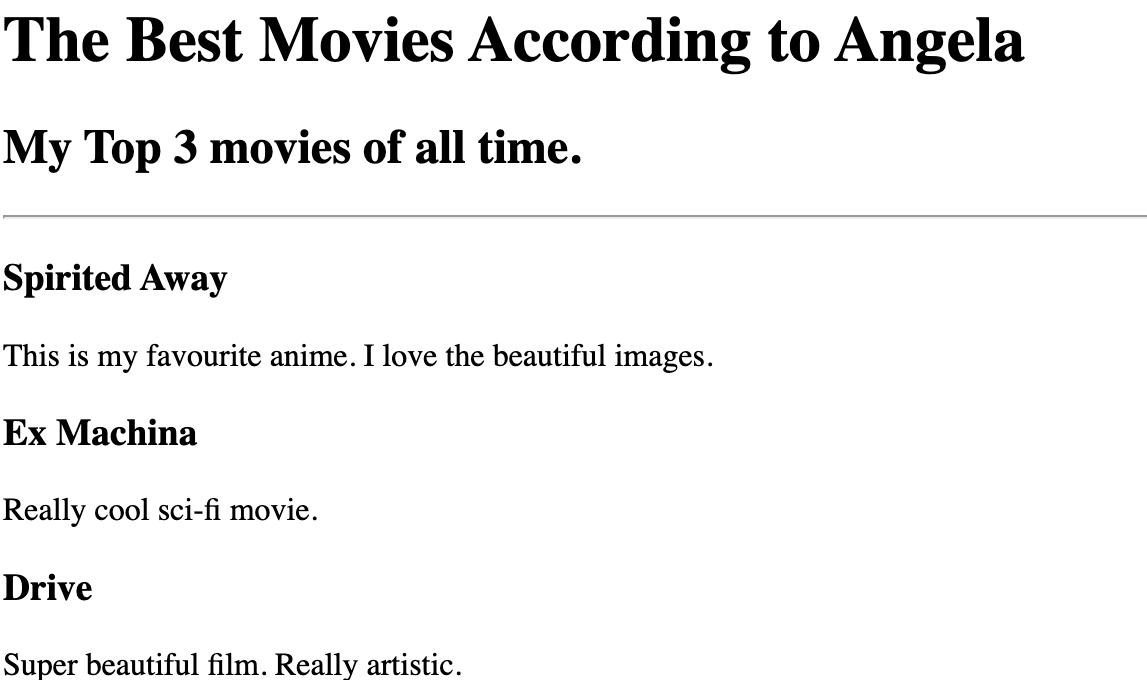 The Best Movies According to Angela
My Top 3 movies of all time.
Spirited Away
This is my favourite anime. I love the beautiful images.
Ex Machina
Really cool sci-fi movie.
Drive
Super beautiful film. Really artistic.